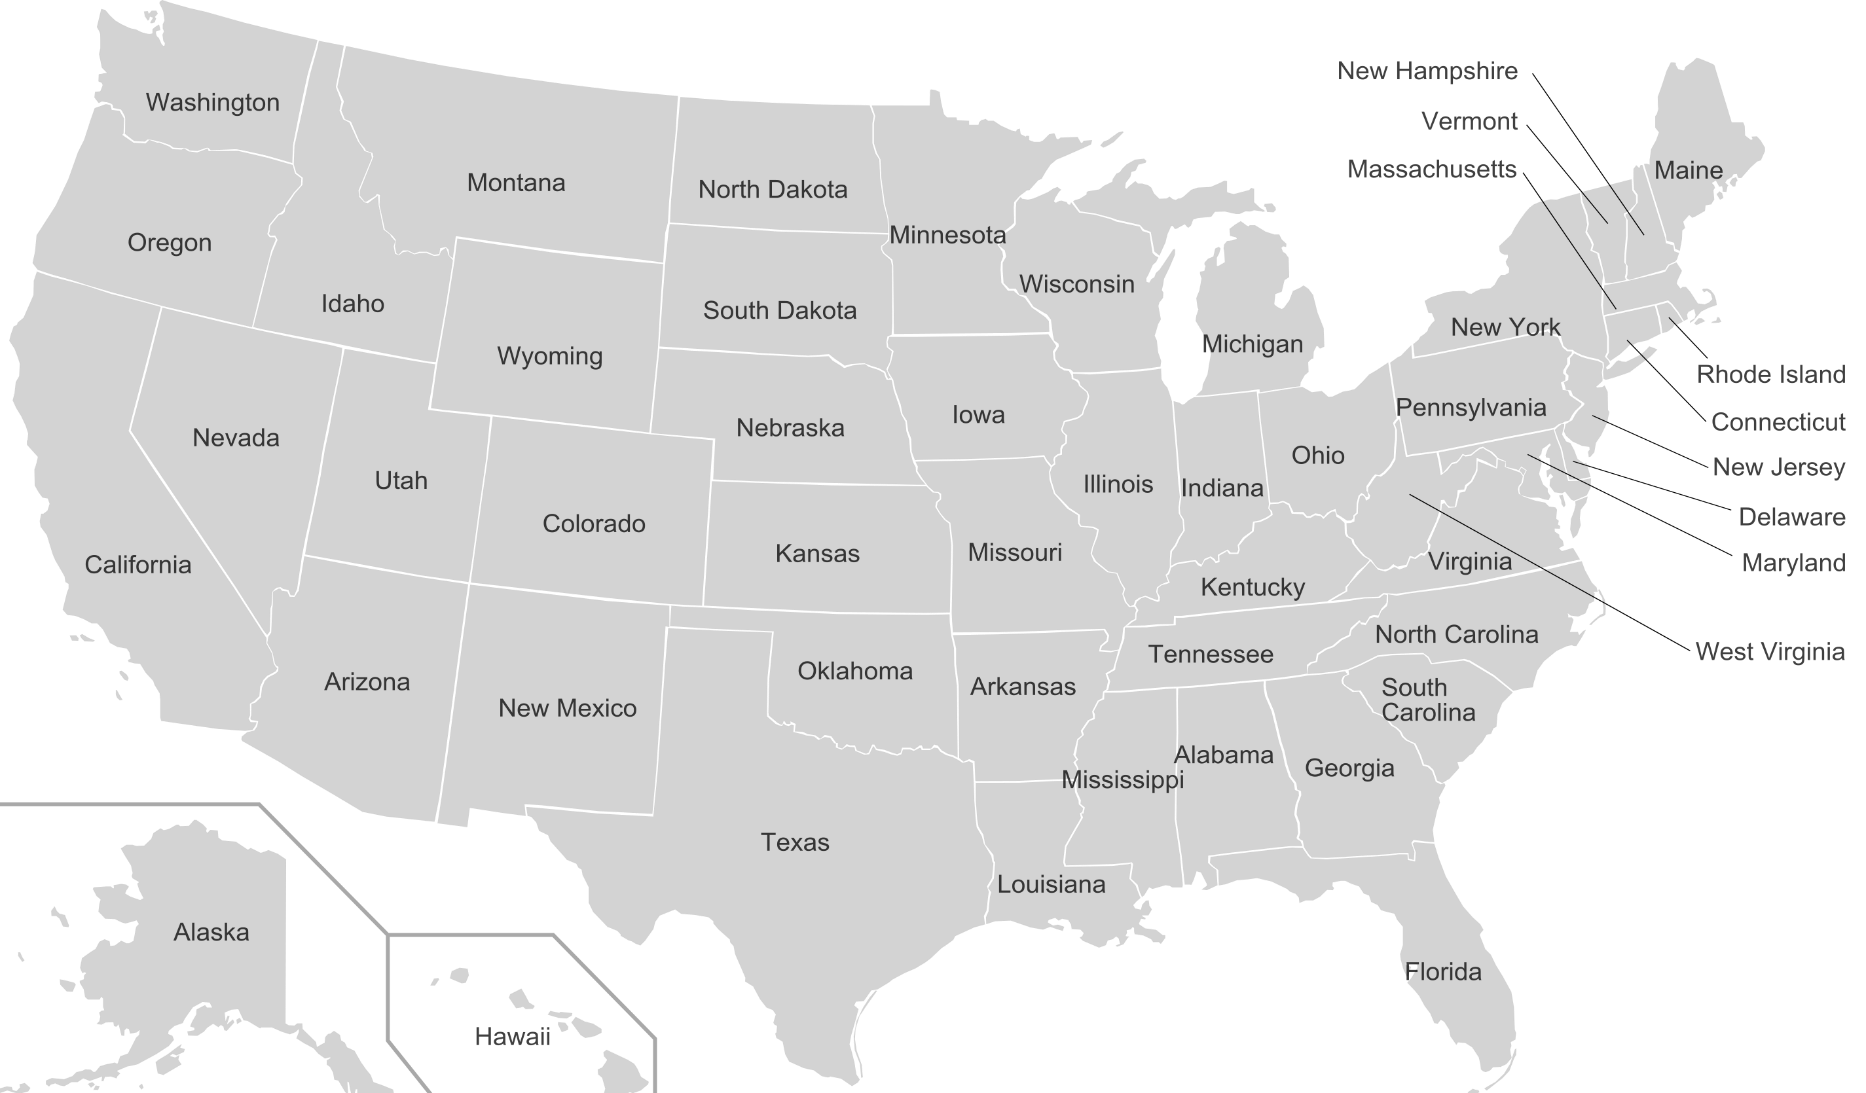 New Hampshire
Vermont
Massachusetts
Washington
Maine
Montana
North Dakota
Minnesota
Oregon
Wisconsin
Idaho
South Dakota
New York
Michigan
Wyoming
Rhode Island
Pennsylvania
Iowa
Connecticut
Nebraska
Nevada
Ohio
New Jersey
Utah
Illinois
Indiana
Delaware
Colorado
Kansas
Missouri
Virginia
Maryland
California
Kentucky
North Carolina
West Virginia
Tennessee
Oklahoma
Arizona
Arkansas
South
Carolina
New Mexico
Alabama
Georgia
Mississippi
Texas
Louisiana
Alaska
Florida
Hawaii